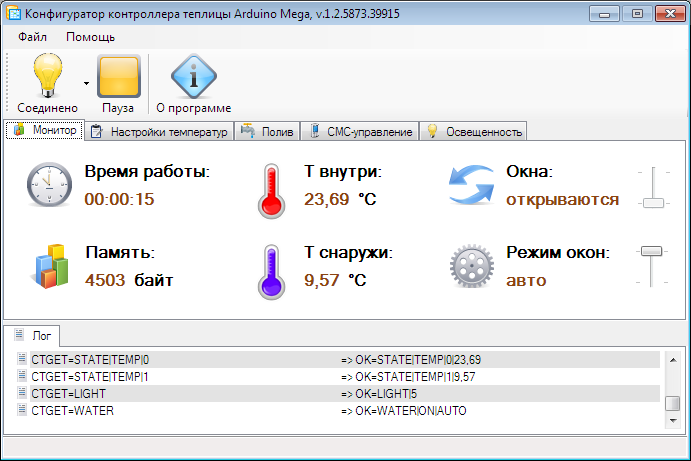 Конфигуратор контроллера теплицы Arduino Mega, v.1.2.5873.39915
Файл Помощь
Соединено Пауза О программе
Монитор Настройки температур Полив СМС-управление Освещенность
Время работы: Т внутри: Окна:
00:00:15 23,69 °C открываются
Память: Т снаружи: Режим окон:
4503 байт 9,57 °C авто
Лог
CTGET=STATE|TEMP|0 => OK=STATE|TEMP|0|23,69
CTGET=STATE|TEMP|1 => OK=STATE|TEMP|1|9,57
CTGET=LIGHT => OK=LIGHT|5
CTGET=WATER => OK=WATER|ON|AUTO